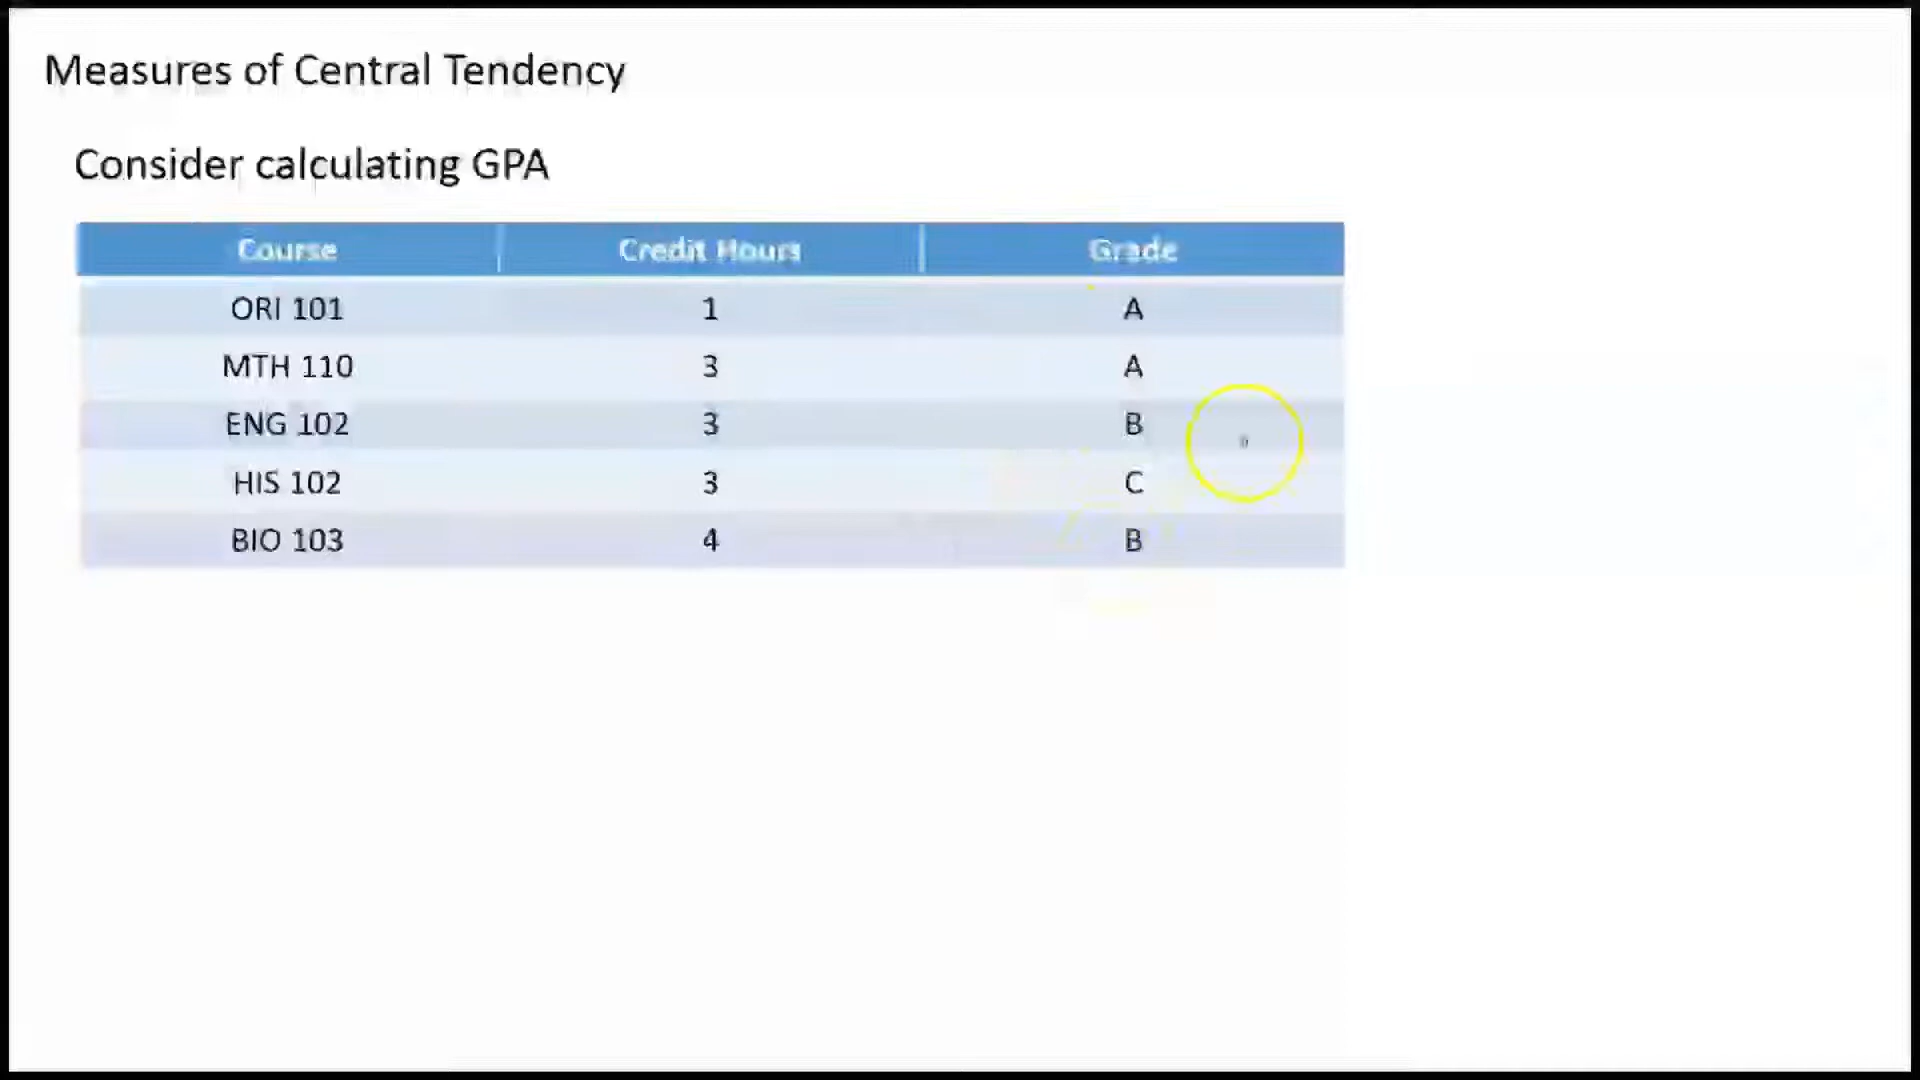 Measures of Central Tendency
Consider calculating GPA
Course Credit Hours Grade
ORI 101 1 A
MTH 110 3 A
ENG 102 3 B
HIS 102 3 C
BIO 103 4 B